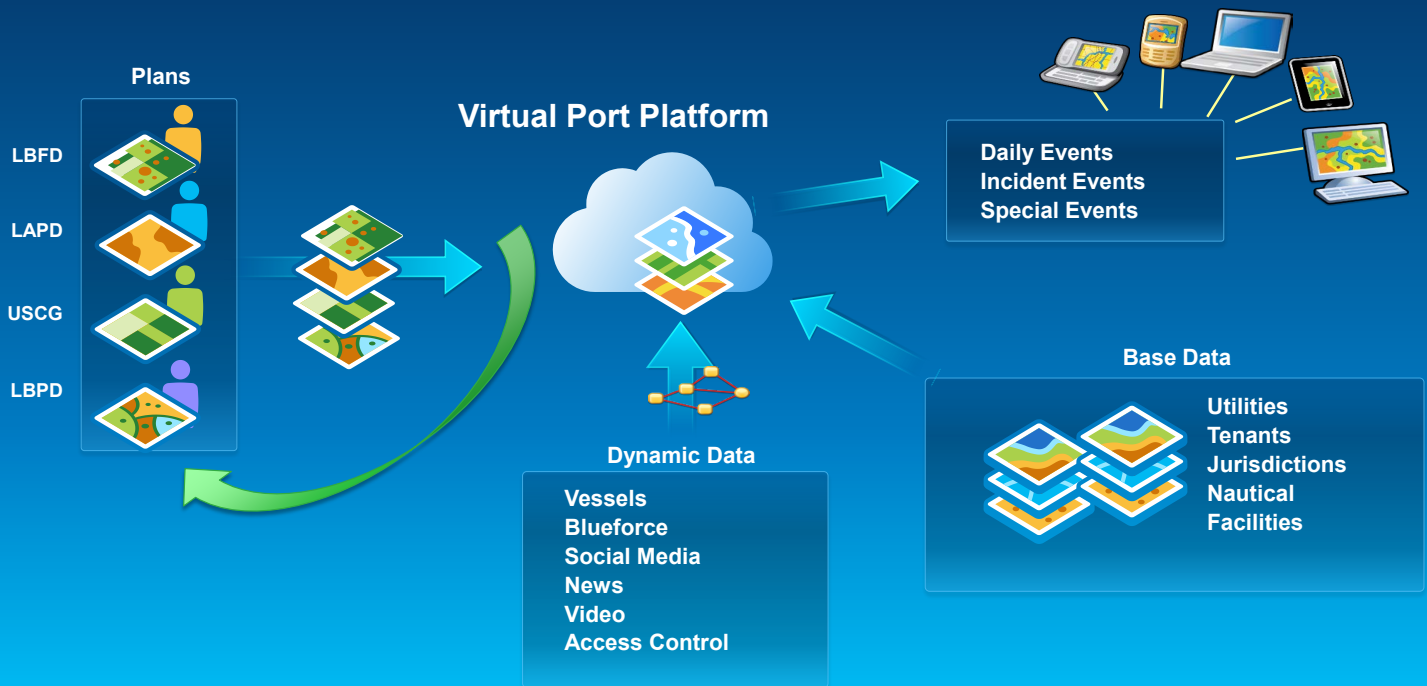 Plans
LBFD
LAPD
USCG
LBPD
Virtual Port Platform
Daily Events
Incident Events
Special Events
Dynamic Data
Vessels
Blueforce
Social Media
News
Video
Access Control
Base Data
Utilities
Tenants
Jurisdictions
Nautical
Facilities